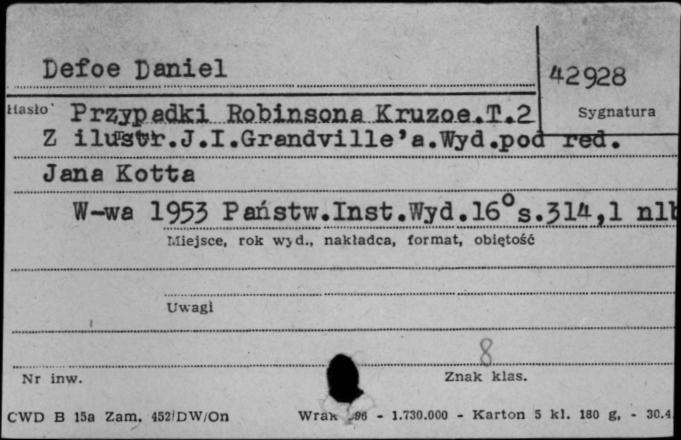 Defoe Daniel
42928
Hasło
Przypadki Robinsona Kruzoe.T.2
Sygnatura
Z ilustr.J.I.Grandville'a.Wyd.pod red.
Jana Kotta
W-wa 1953 Państw.Inst.Wyd.16° s.314,1 nlb
Miejsce, rok wyd., nakładca, format, objętość
Uwagi
8
Nr inw.
Znak klas.
CWD B 15a Zam. 452/DW/On
96 - 1.730.000 - Karton 5 kl. 180 g, - 30.4